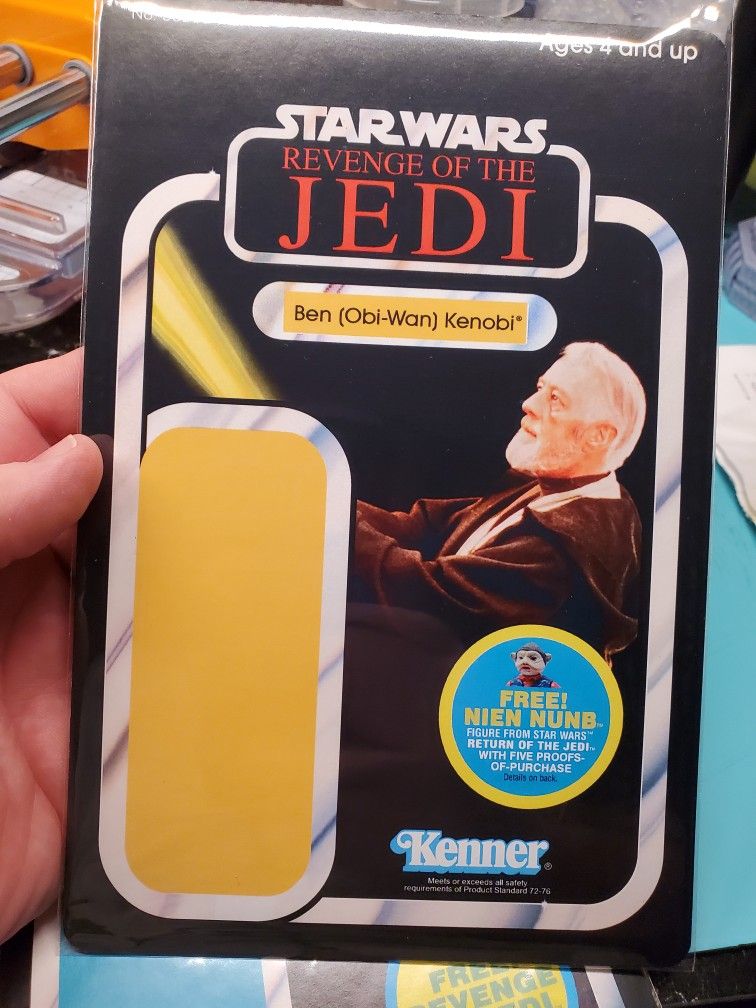 Ages 4 and up
STAR WARS
REVENGE OF THE
JEDI
Ben (Obi-Wan) Kenobi®
FREE!
NIEN NUNB™
FIGURE FROM STAR WARS™
RETURN OF THE JEDI™
WITH FIVE PROOFS-
OF-PURCHASE
Details on back.
Kenner®
Meets or exceeds all safety
requirements of Product Standard 72-76
FREE
REVENGE